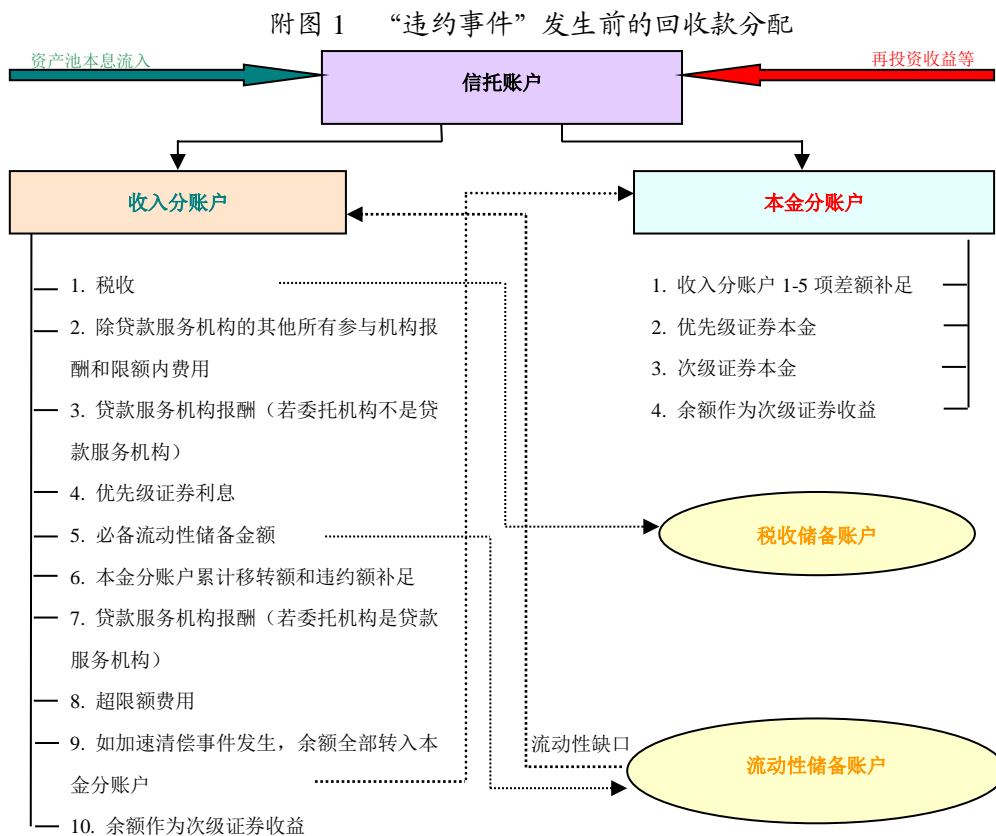 附图 1 “违约事件”发生前的回收款分配
资产池本息流入
再投资收益等
信托账户
收入分账户
本金分账户
1. 税收
2. 除贷款服务机构的其他所有参与机构报
酬和限额内费用
3. 贷款服务机构报酬（若委托机构不是贷
款服务机构）
4. 优先级证券利息
5. 必备流动性储备金额
6. 本金分账户累计移转额和违约额补足
7. 贷款服务机构报酬（若委托机构是贷款
服务机构）
8. 超限额费用
9. 如加速清偿事件发生，余额全部转入本
金分账户
10. 余额作为次级证券收益
1. 收入分账户 1-5 项差额补足
2. 优先级证券本金
3. 次级证券本金
4. 余额作为次级证券收益
税收储备账户
流动性缺口
流动性储备账户